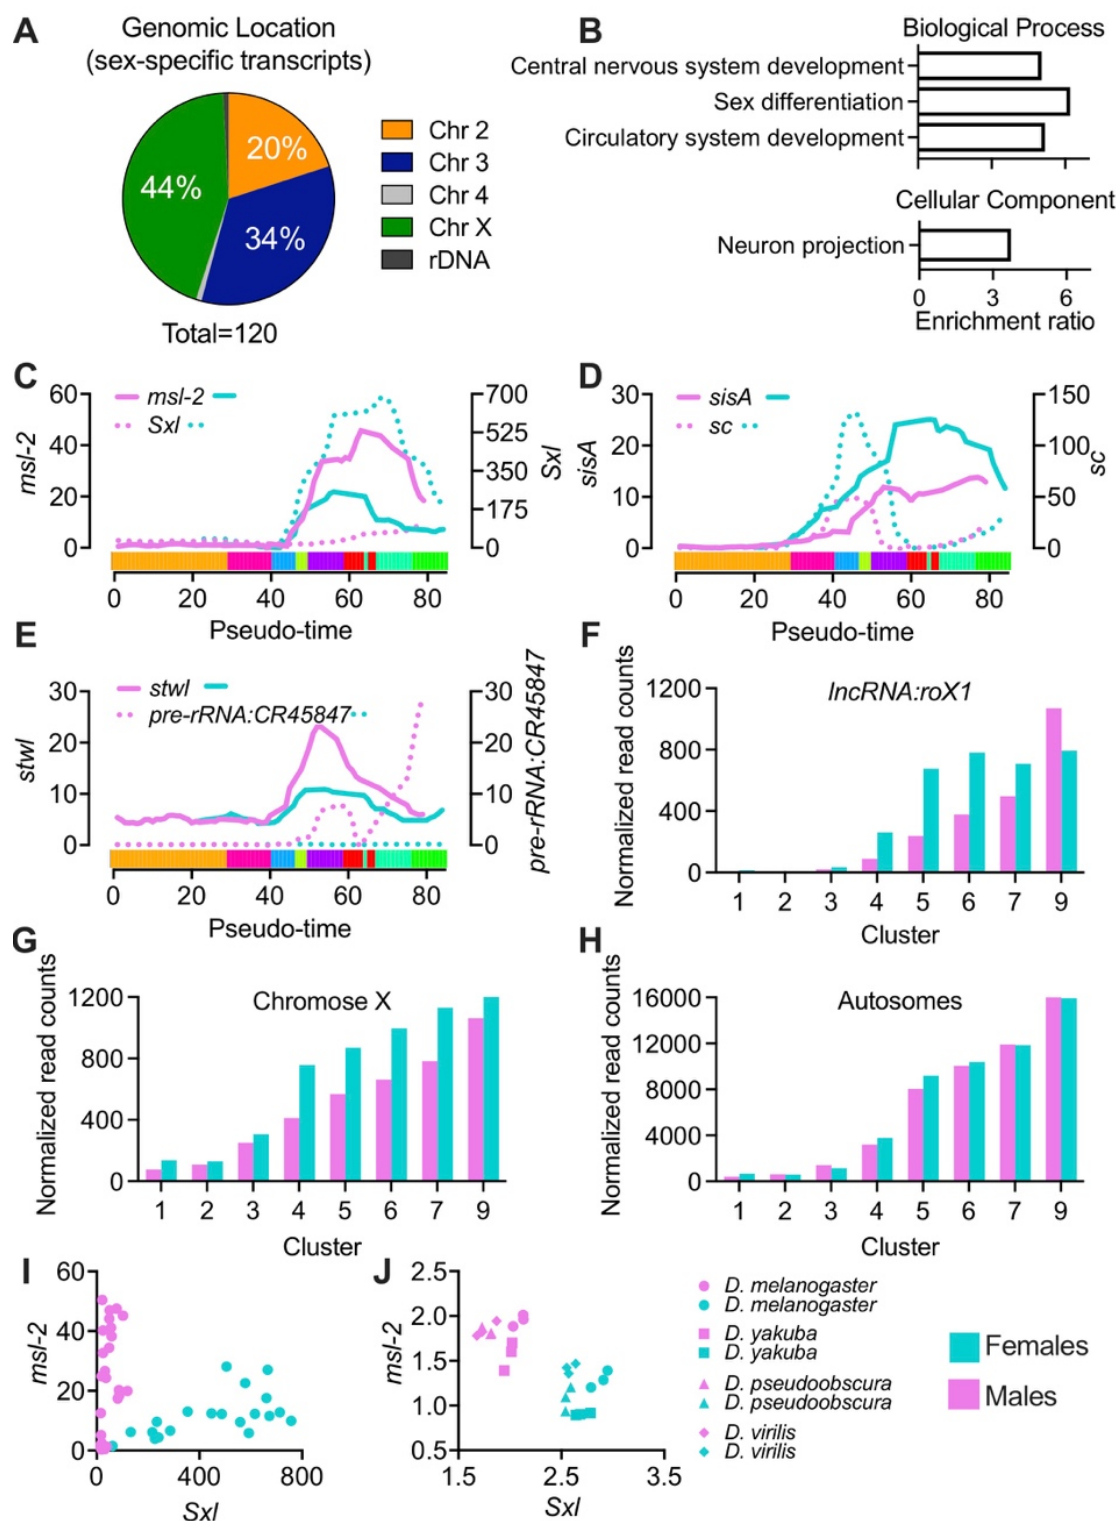 A
Genomic Location
(sex-specific transcripts)
20%
44%
34%
Chr 2
Chr 3
Chr 4
Chr X
rDNA
Total=120
B
Biological Process
Central nervous system development
Sex differentiation
Circulatory system development
Cellular Component
Neuron projection
0 3 6
Enrichment ratio
C
msl-2
Sxl
60
40
20
0
msl-2
700
525
350
175
0
Sxl
0 20 40 60 80
Pseudo-time
D
sisA
sc
30
20
10
0
sisA
150
100
50
0
sc
0 20 40 60 80
Pseudo-time
E
stwl
pre-rRNA:CR45847
30
20
10
0
stwl
30
20
10
0
pre-rRNA:CR45847
0 20 40 60 80
Pseudo-time
F
lncRNA:roX1
Normalized read counts
1200
800
400
0
1 2 3 4 5 6 7 9
Cluster
G
Chromose X
Normalized read counts
1200
800
400
0
1 2 3 4 5 6 7 9
Cluster
H
Autosomes
Normalized read counts
16000
12000
8000
4000
0
1 2 3 4 5 6 7 9
Cluster
I
msl-2
60
40
20
0
0 400 800
Sxl
J
msl-2
2.5
2.0
1.5
1.0
0.5
1.5 2.5 3.5
Sxl
D. melanogaster
D. melanogaster
D. yakuba
D. yakuba
D. pseudoobscura
D. pseudoobscura
D. virilis
D. virilis
Females
Males